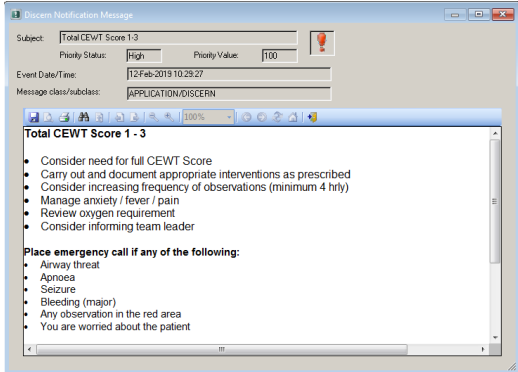 Discern Notification Message
Subject: Total CEWT Score 1-3
Priority Status: High Priority Value: 100
Event Date/Time: 12-Feb-2019 10:29:27
Message class/subclass: APPLICATION/DISCERN
100%
Total CEWT Score 1 - 3
• Consider need for full CEWT Score
• Carry out and document appropriate interventions as prescribed
• Consider increasing frequency of observations (minimum 4 hrly)
• Manage anxiety / fever / pain
• Review oxygen requirement
• Consider informing team leader
Place emergency call if any of the following:
• Airway threat
• Apnoea
• Seizure
• Bleeding (major)
• Any observation in the red area
• You are worried about the patient